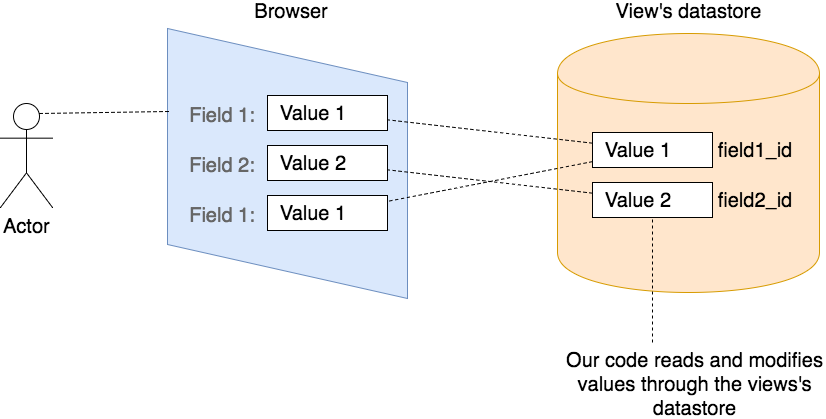 Browser
View's datastore
Field 1:
Value 1
Field 2:
Value 2
Field 1:
Value 1
Value 1
field1_id
Value 2
field2_id
Actor
Our code reads and modifies
values through the views's
datastore